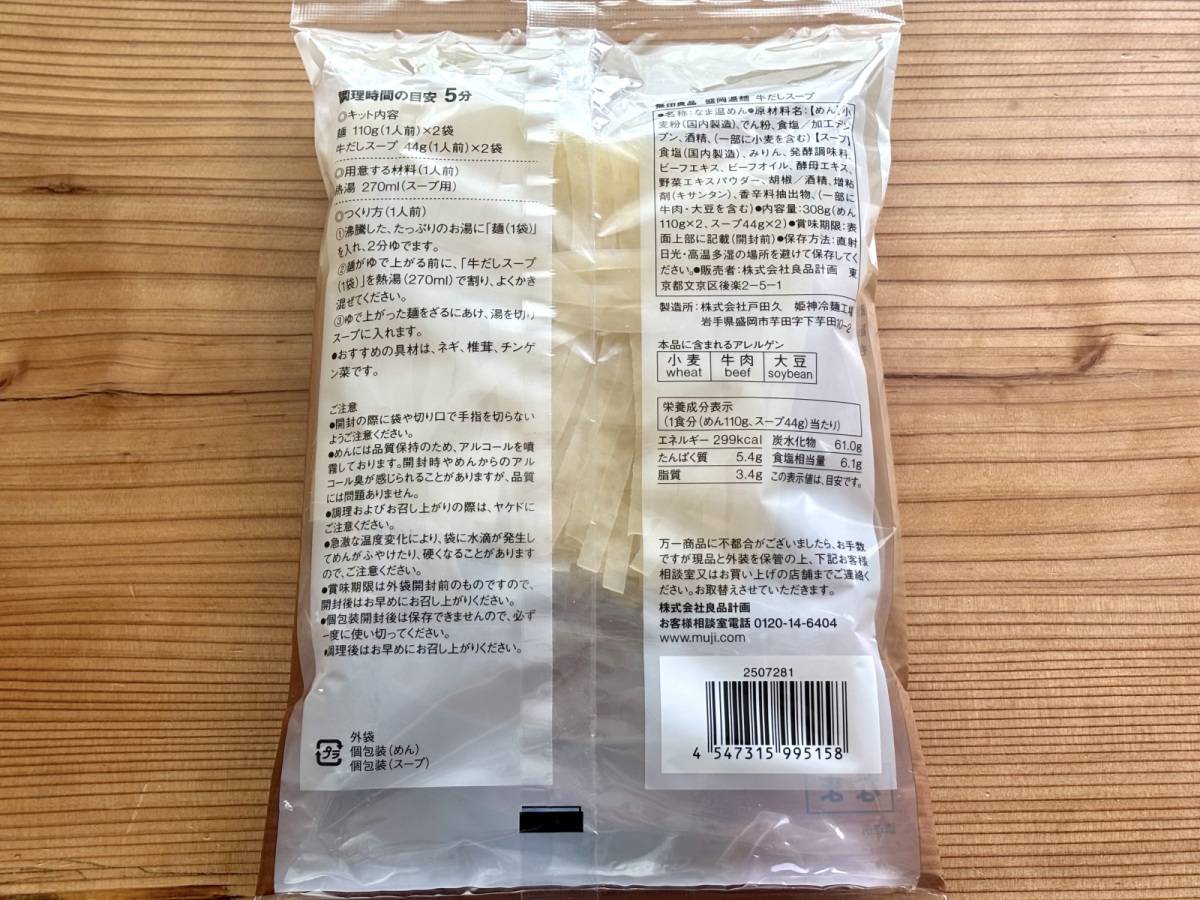 調理時間の目安 5分
◎キット内容
麺 110g(1人前)×2袋
牛だしスープ 44g(1人前)×2袋
◎用意する材料(1人前)
熱湯 270ml(スープ用)
◎つくり方(1人前)
①沸騰した、たっぷりのお湯に「麺(1袋)」
を入れ、2分ゆでます。
②麺がゆで上がる前に、「牛だしスープ
(1袋)」を熱湯(270ml)で割り、よくかき
混ぜてください。
③ゆで上がった麺をざるにあけ、湯を切り
スープに入れます。
●おすすめの具材は、ネギ、椎茸、チンゲ
ン菜です。
ご注意
●開封の際に袋や切り口で手指を切らない
ようご注意ください。
●めんには品質保持のため、アルコールを噴
霧しております。開封時やめんからのアル
コール臭が感じられることがありますが、品質
には問題ありません。
●調理およびお召し上がりの際は、ヤケドに
ご注意ください。
●急激な温度変化により、袋に水滴が発生し
てめんがふやけたり、硬くなることがあります
ので、ご注意ください。
●賞味期限は外袋開封前のものですので、
開封後はお早めにお召し上がりください。
●個包装開封後は保存できませんので、必ず
一度に使い切ってください。
●調理後はお早めにお召し上がりください。
プラ
外袋
個包装(めん)
個包装(スープ)
無印良品 盛岡温麺 牛だしスープ
●名称:なま温めん●原材料名:【めん】小
麦粉(国内製造)、でん粉、食塩/加工デン
プン、酒精、(一部に小麦を含む)【スープ】
食塩(国内製造)、みりん、発酵調味料、
ビーフエキス、ビーフオイル、酵母エキス、
野菜エキスパウダー、胡椒/酒精、増粘
剤(キサンタン)、香辛料抽出物、(一部に
牛肉・大豆を含む)●内容量:308g(めん
110g×2、スープ44g×2)●賞味期限:表
面上部に記載(開封前)●保存方法:直射
日光・高温多湿の場所を避けて保存してく
ださい。●販売者:株式会社良品計画 東
京都文京区後楽2-5-1
製造所:株式会社戸田久 姫神冷麺工場
岩手県盛岡市芋田字下芋田10-2
本品に含まれるアレルゲン
小麦 牛肉 大豆
wheat beef soybean
栄養成分表示
(1食分(めん110g、スープ44g)当たり)
エネルギー 299kcal 炭水化物 61.0g
たんぱく質 5.4g 食塩相当量 6.1g
脂質 3.4g この表示値は、目安です。
万一商品に不都合がございましたら、お手数
ですが現品と外装を保管の上、下記お客様
相談室又はお買い上げの店舗までご連絡く
ださい。お取替えさせていただきます。
株式会社良品計画
お客様相談室電話 0120-14-6404
www.muji.com
2507281
4 547315 995158